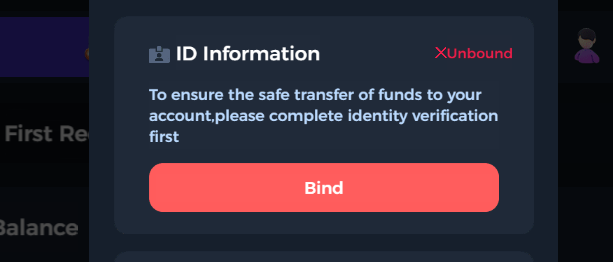 ID Information
Unbound
To ensure the safe transfer of funds to your
account,please complete identity verification
first
First Re
Bind
Balance